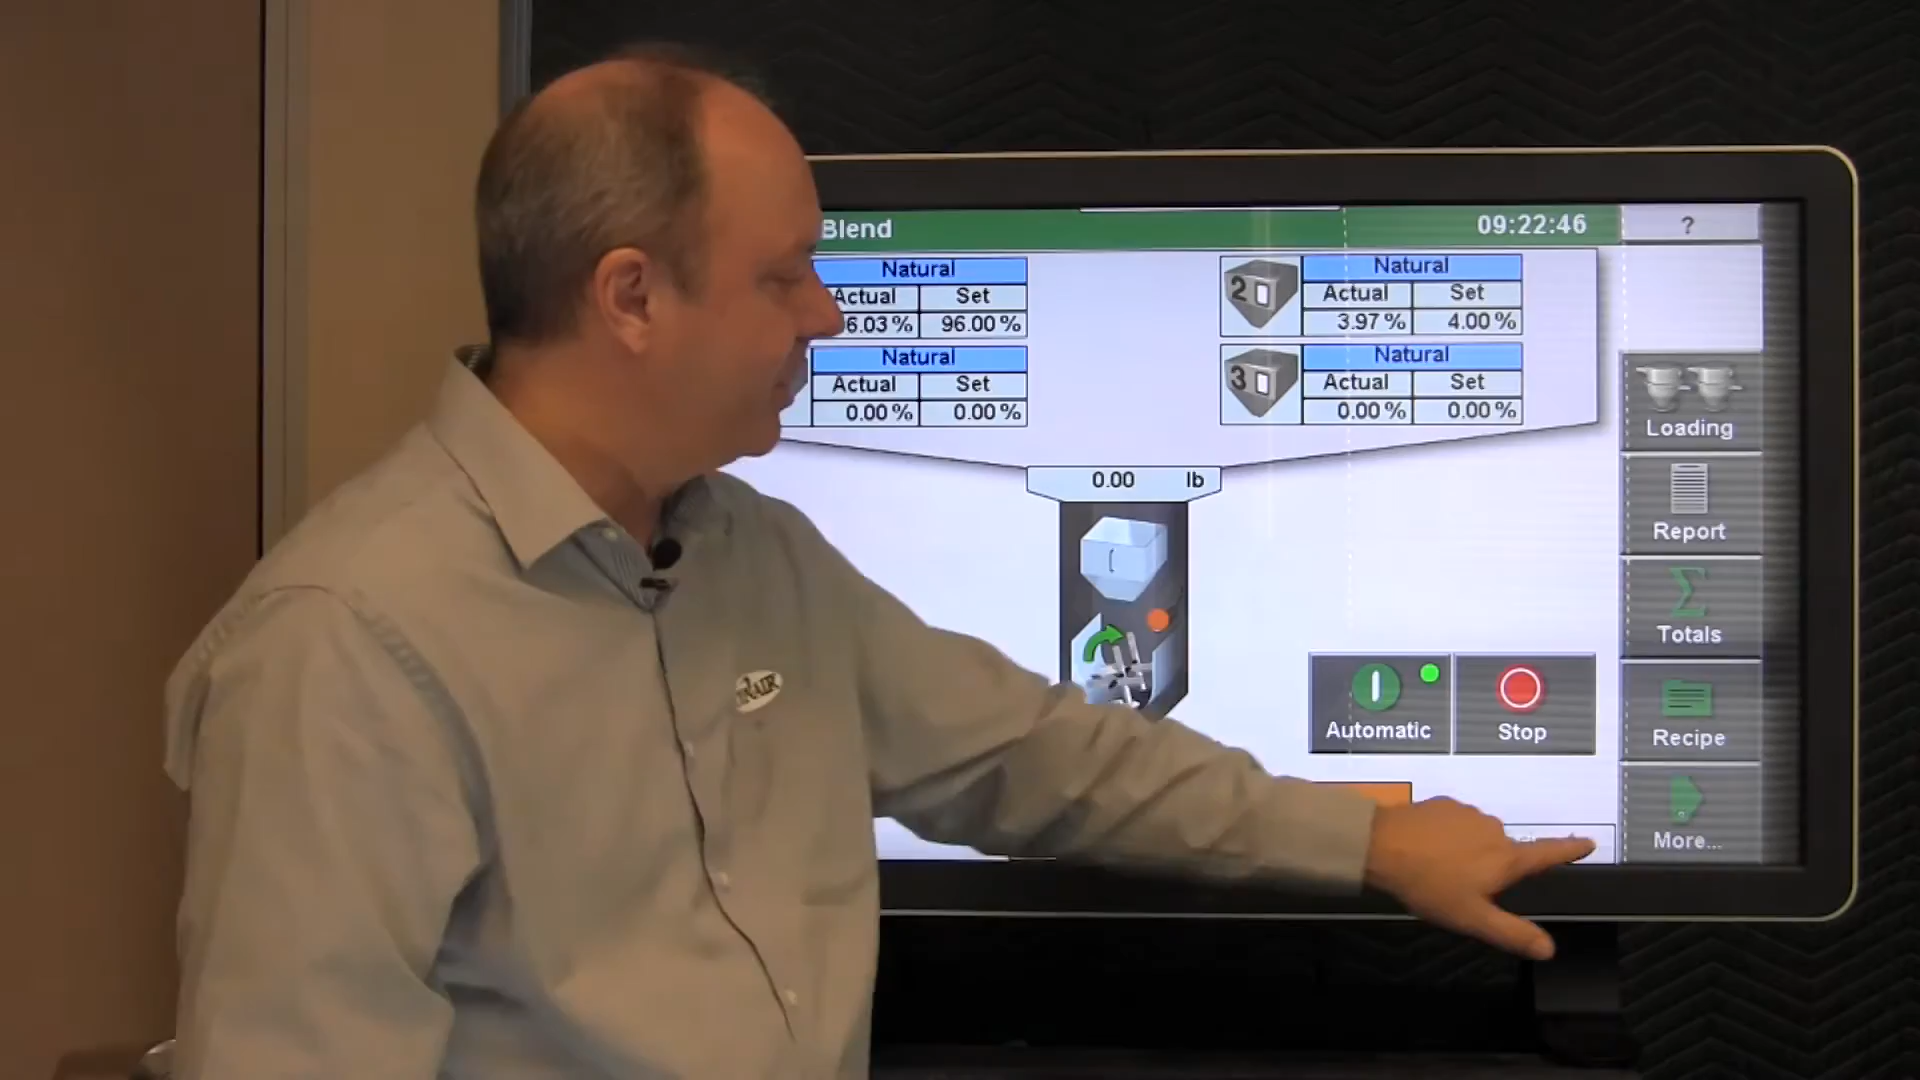 Blend 09:22:46 ?
Natural
Actual Set
6.03 % 96.00 %
Natural
Actual Set
0.00 % 0.00 %
2 Natural
Actual Set
3.97 % 4.00 %
3 Natural
Actual Set
0.00 % 0.00 %
0.00 lb
Automatic
Stop
Loading
Report
Totals
Recipe
More...